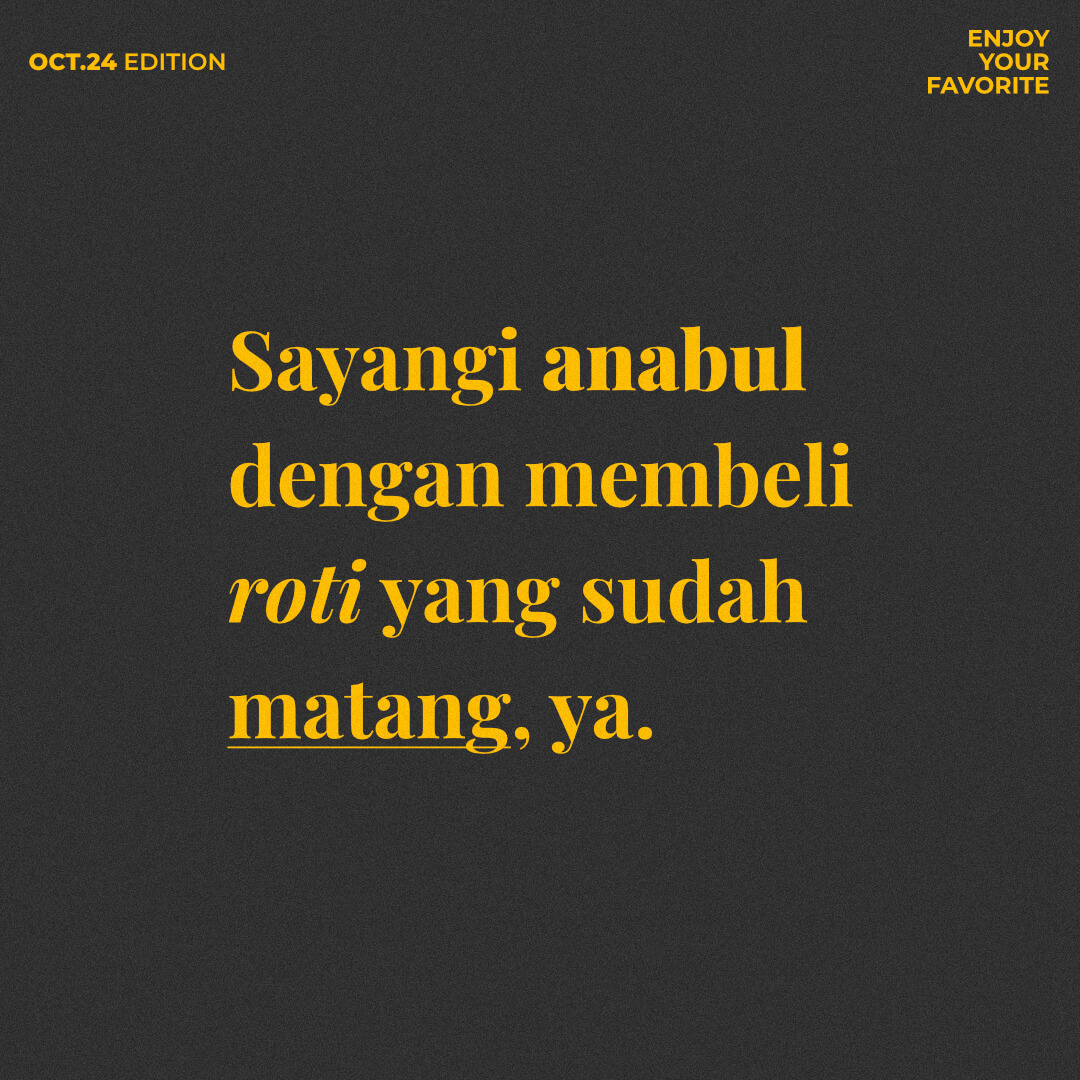 OCT.24 EDITION
ENJOY
YOUR
FAVORITE
Sayangi anabul
dengan membeli
roti yang sudah
matang, ya.